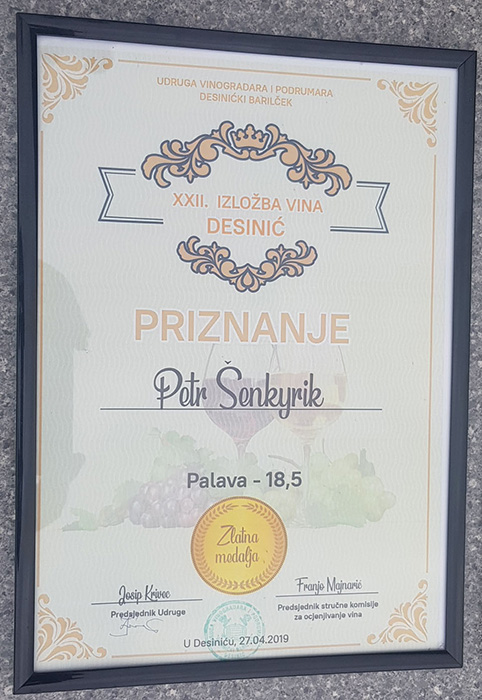 UDRUGA VINOGRADARA I PODRUMARA
DESINIĆKI BARILČEK
XXII. IZLOŽBA VINA
DESINIĆ
PRIZNANJE
Petr Šenkyrik
Palava - 18,5
Zlatna
medalja
Josip Krivec
Predsjednik Udruge
Franjo Majnarić
Predsjednik stručne komisije
za ocjenjivanje vina
U Desiniću, 27.04.2019